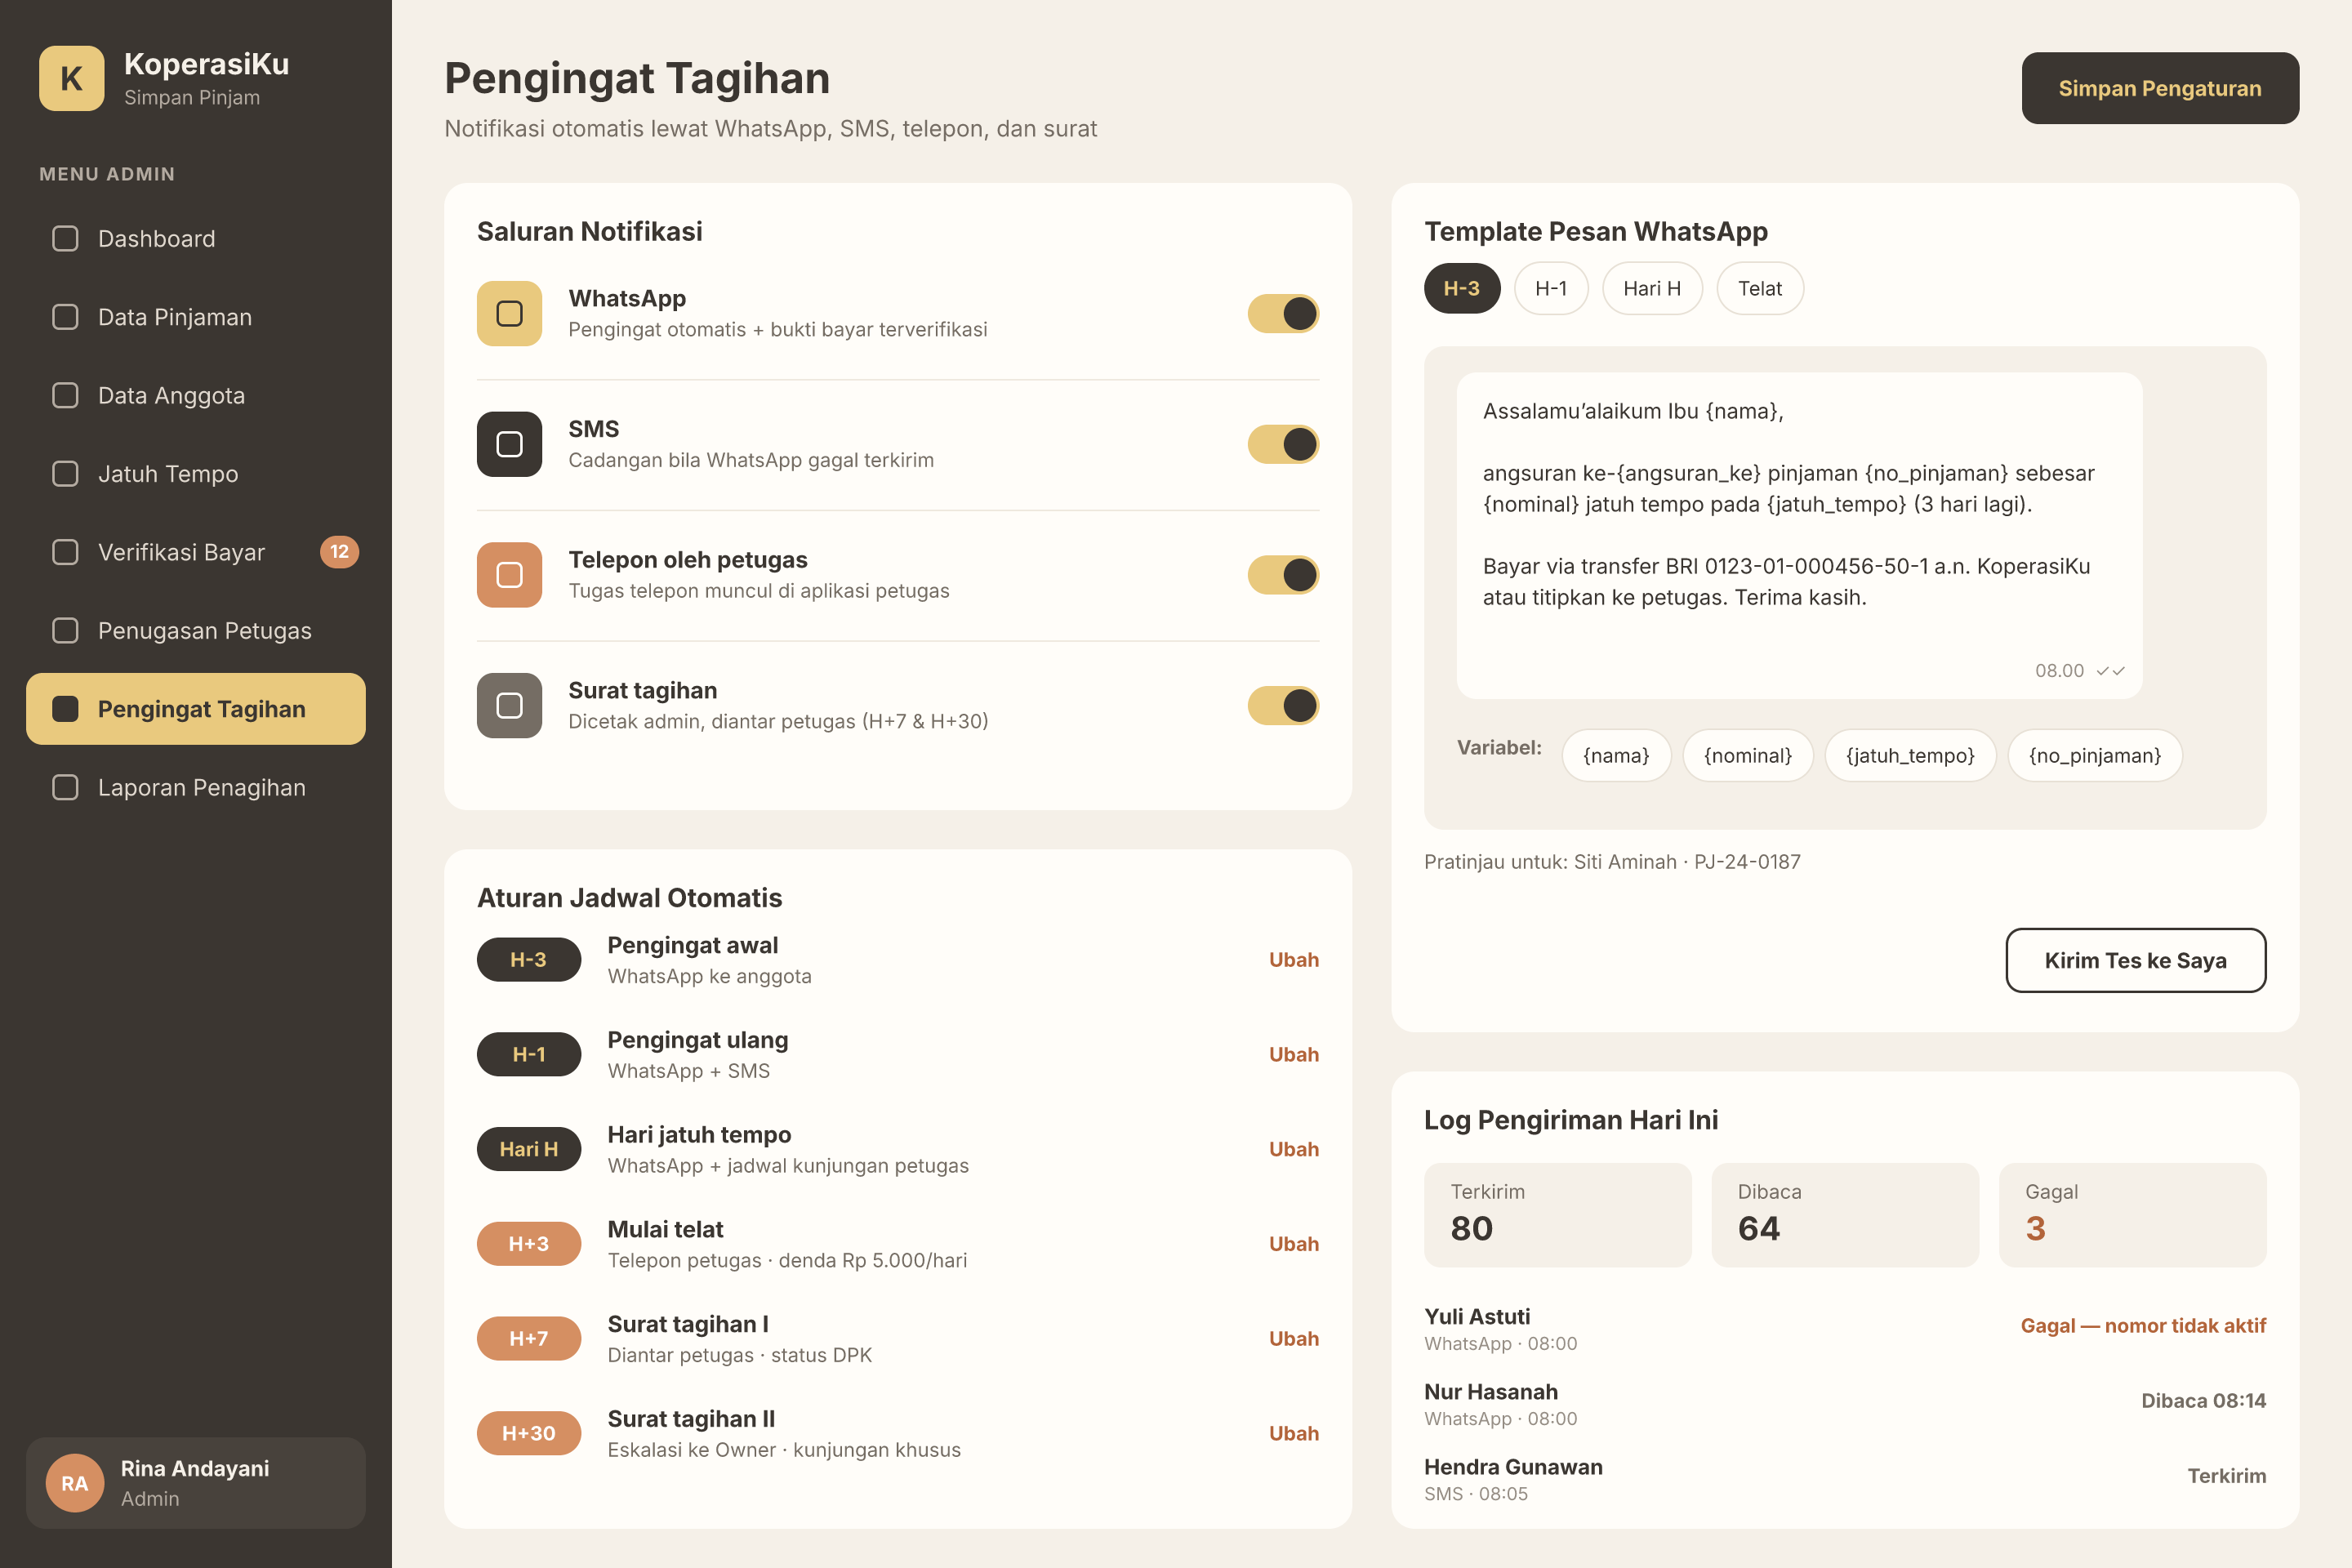 K
KoperasiKu
Simpan Pinjam
MENU ADMIN
Dashboard
Data Pinjaman
Data Anggota
Jatuh Tempo
Verifikasi Bayar 12
Penugasan Petugas
Pengingat Tagihan
Laporan Penagihan
RA
Rina Andayani
Admin
Pengingat Tagihan
Notifikasi otomatis lewat WhatsApp, SMS, telepon, dan surat
Simpan Pengaturan
Saluran Notifikasi
WhatsApp
Pengingat otomatis + bukti bayar terverifikasi
SMS
Cadangan bila WhatsApp gagal terkirim
Telepon oleh petugas
Tugas telepon muncul di aplikasi petugas
Surat tagihan
Dicetak admin, diantar petugas (H+7 & H+30)
Aturan Jadwal Otomatis
H-3
Pengingat awal
WhatsApp ke anggota
Ubah
H-1
Pengingat ulang
WhatsApp + SMS
Ubah
Hari H
Hari jatuh tempo
WhatsApp + jadwal kunjungan petugas
Ubah
H+3
Mulai telat
Telepon petugas · denda Rp 5.000/hari
Ubah
H+7
Surat tagihan I
Diantar petugas · status DPK
Ubah
H+30
Surat tagihan II
Eskalasi ke Owner · kunjungan khusus
Ubah
Template Pesan WhatsApp
H-3 H-1 Hari H Telat
Assalamu’alaikum Ibu {nama},
angsuran ke-{angsuran_ke} pinjaman {no_pinjaman} sebesar
{nominal} jatuh tempo pada {jatuh_tempo} (3 hari lagi).
Bayar via transfer BRI 0123-01-000456-50-1 a.n. KoperasiKu
atau titipkan ke petugas. Terima kasih.
08.00 ✓✓
Variabel: {nama} {nominal} {jatuh_tempo} {no_pinjaman}
Pratinjau untuk: Siti Aminah · PJ-24-0187
Kirim Tes ke Saya
Log Pengiriman Hari Ini
Terkirim
80
Dibaca
64
Gagal
3
Yuli Astuti
WhatsApp · 08:00
Gagal — nomor tidak aktif
Nur Hasanah
WhatsApp · 08:00
Dibaca 08:14
Hendra Gunawan
SMS · 08:05
Terkirim